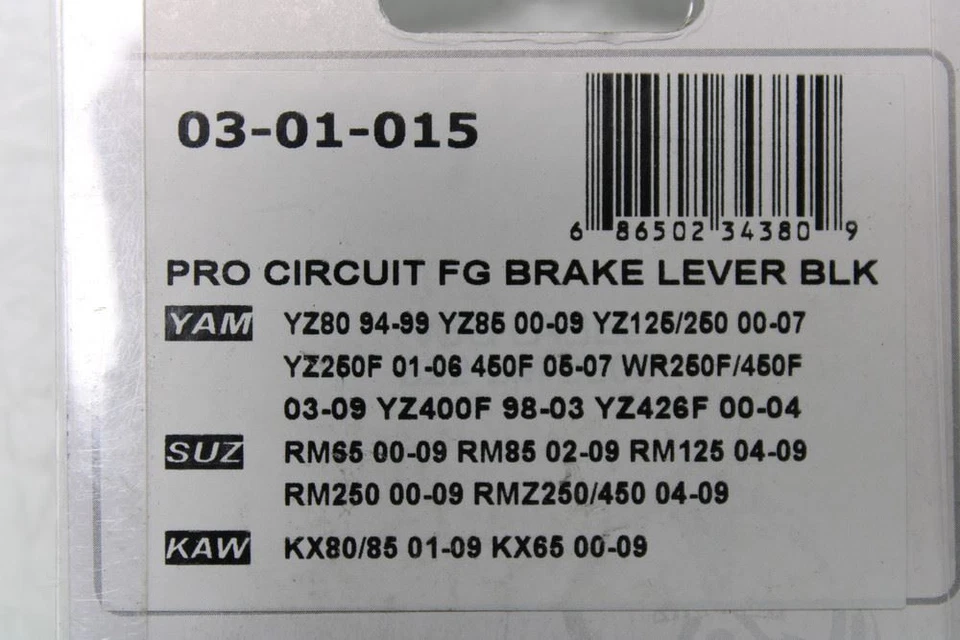 03-01-015
6 86502 34380 9
PRO CIRCUIT FG BRAKE LEVER BLK
YAM YZ80 94-99 YZ85 00-09 YZ125/250 00-07
YZ250F 01-06 450F 05-07 WR250F/450F
03-09 YZ400F 98-03 YZ426F 00-04
SUZ RM65 00-09 RM85 02-09 RM125 04-09
RM250 00-09 RMZ250/450 04-09
KAW KX80/85 01-09 KX65 00-09